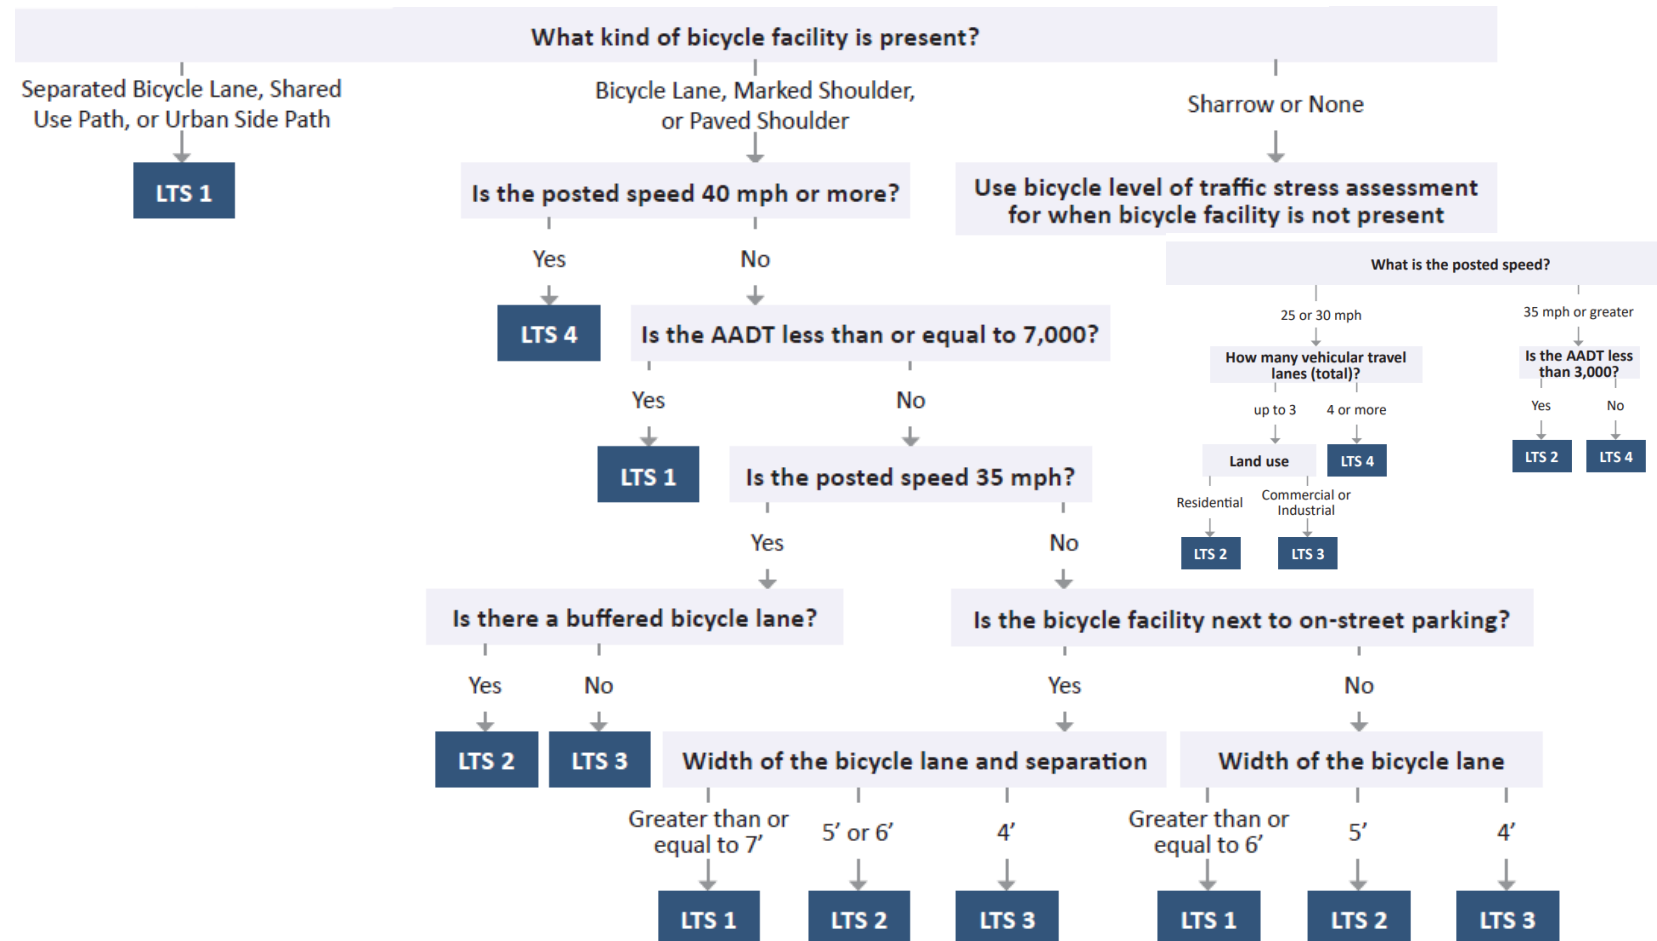 What kind of bicycle facility is present?
Separated Bicycle Lane, Shared
Use Path, or Urban Side Path
Bicycle Lane, Marked Shoulder,
or Paved Shoulder
Sharrow or None
LTS 1
Is the posted speed 40 mph or more?
Use bicycle level of traffic stress assessment
for when bicycle facility is not present
Yes
No
What is the posted speed?
25 or 30 mph
35 mph or greater
LTS 4
Is the AADT less than or equal to 7,000?
How many vehicular travel
lanes (total)?
Is the AADT less
than 3,000?
Yes
No
up to 3
4 or more
Yes
No
LTS 1
Is the posted speed 35 mph?
Land use
LTS 4
LTS 2
LTS 4
Residential
Commercial or
Industrial
Yes
No
LTS 2
LTS 3
Is there a buffered bicycle lane?
Is the bicycle facility next to on-street parking?
Yes
No
Yes
No
LTS 2
LTS 3
Width of the bicycle lane and separation
Width of the bicycle lane
Greater than or
equal to 7’
5’ or 6’
4’
Greater than or
equal to 6’
5’
4’
LTS 1
LTS 2
LTS 3
LTS 1
LTS 2
LTS 3